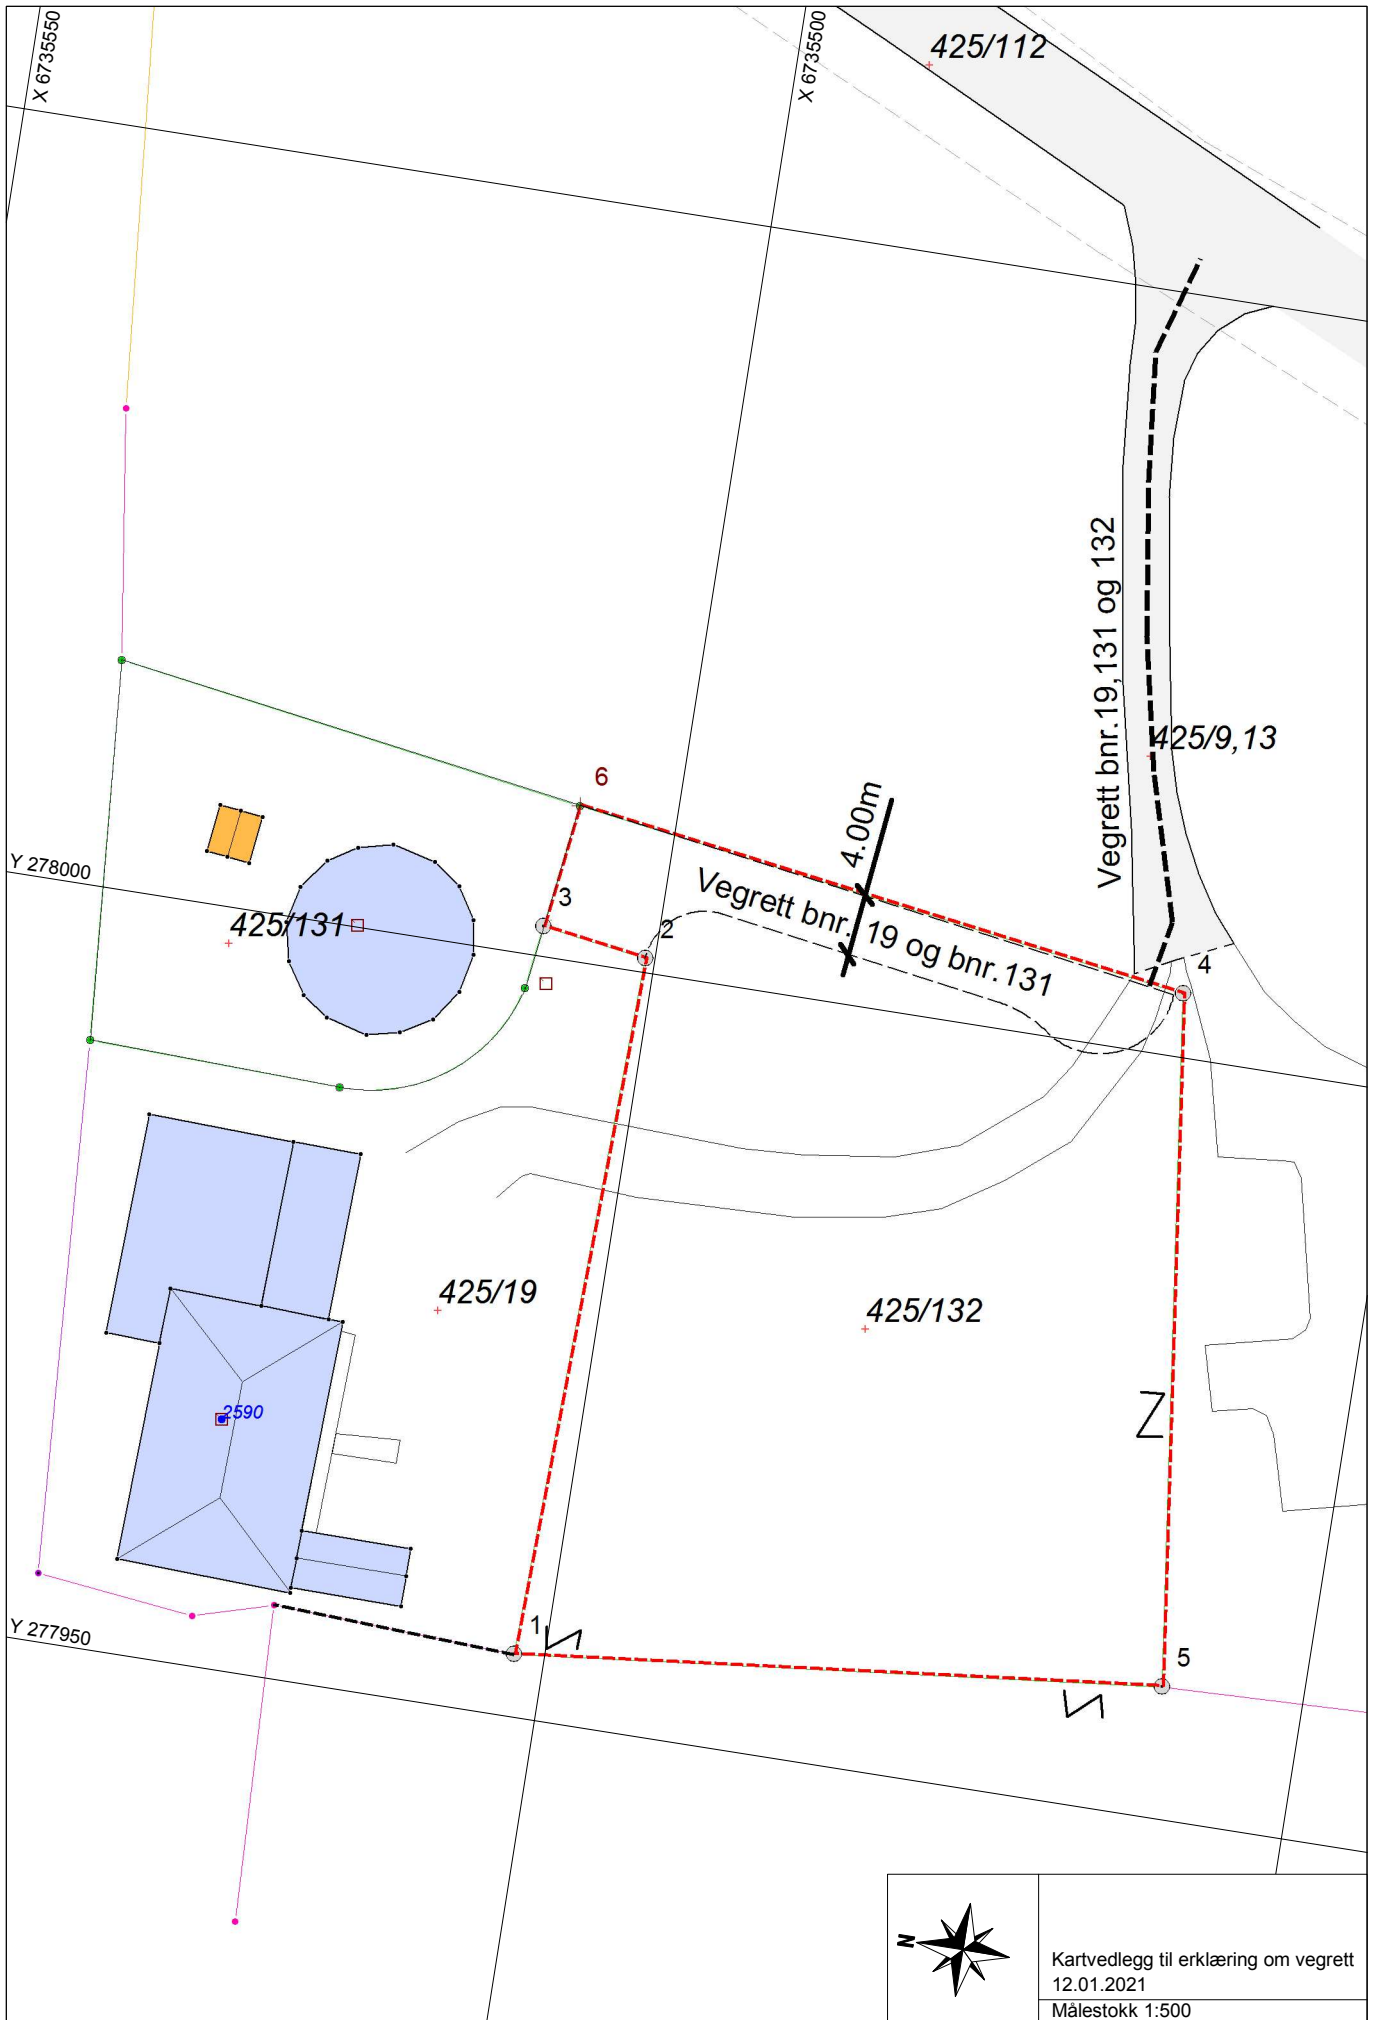 X 6735550
X 6735500
425/112
Vegrett bnr.19,131 og 132
425/9,13
6
4.00m
Y 278000
Vegrett bnr. 19 og bnr.131
3
425/131
2
4
425/19
425/132
Z
2590
Y 277950
1
Z
5
Z
N
Kartvedlegg til erklæring om vegrett
12.01.2021
Målestokk 1:500